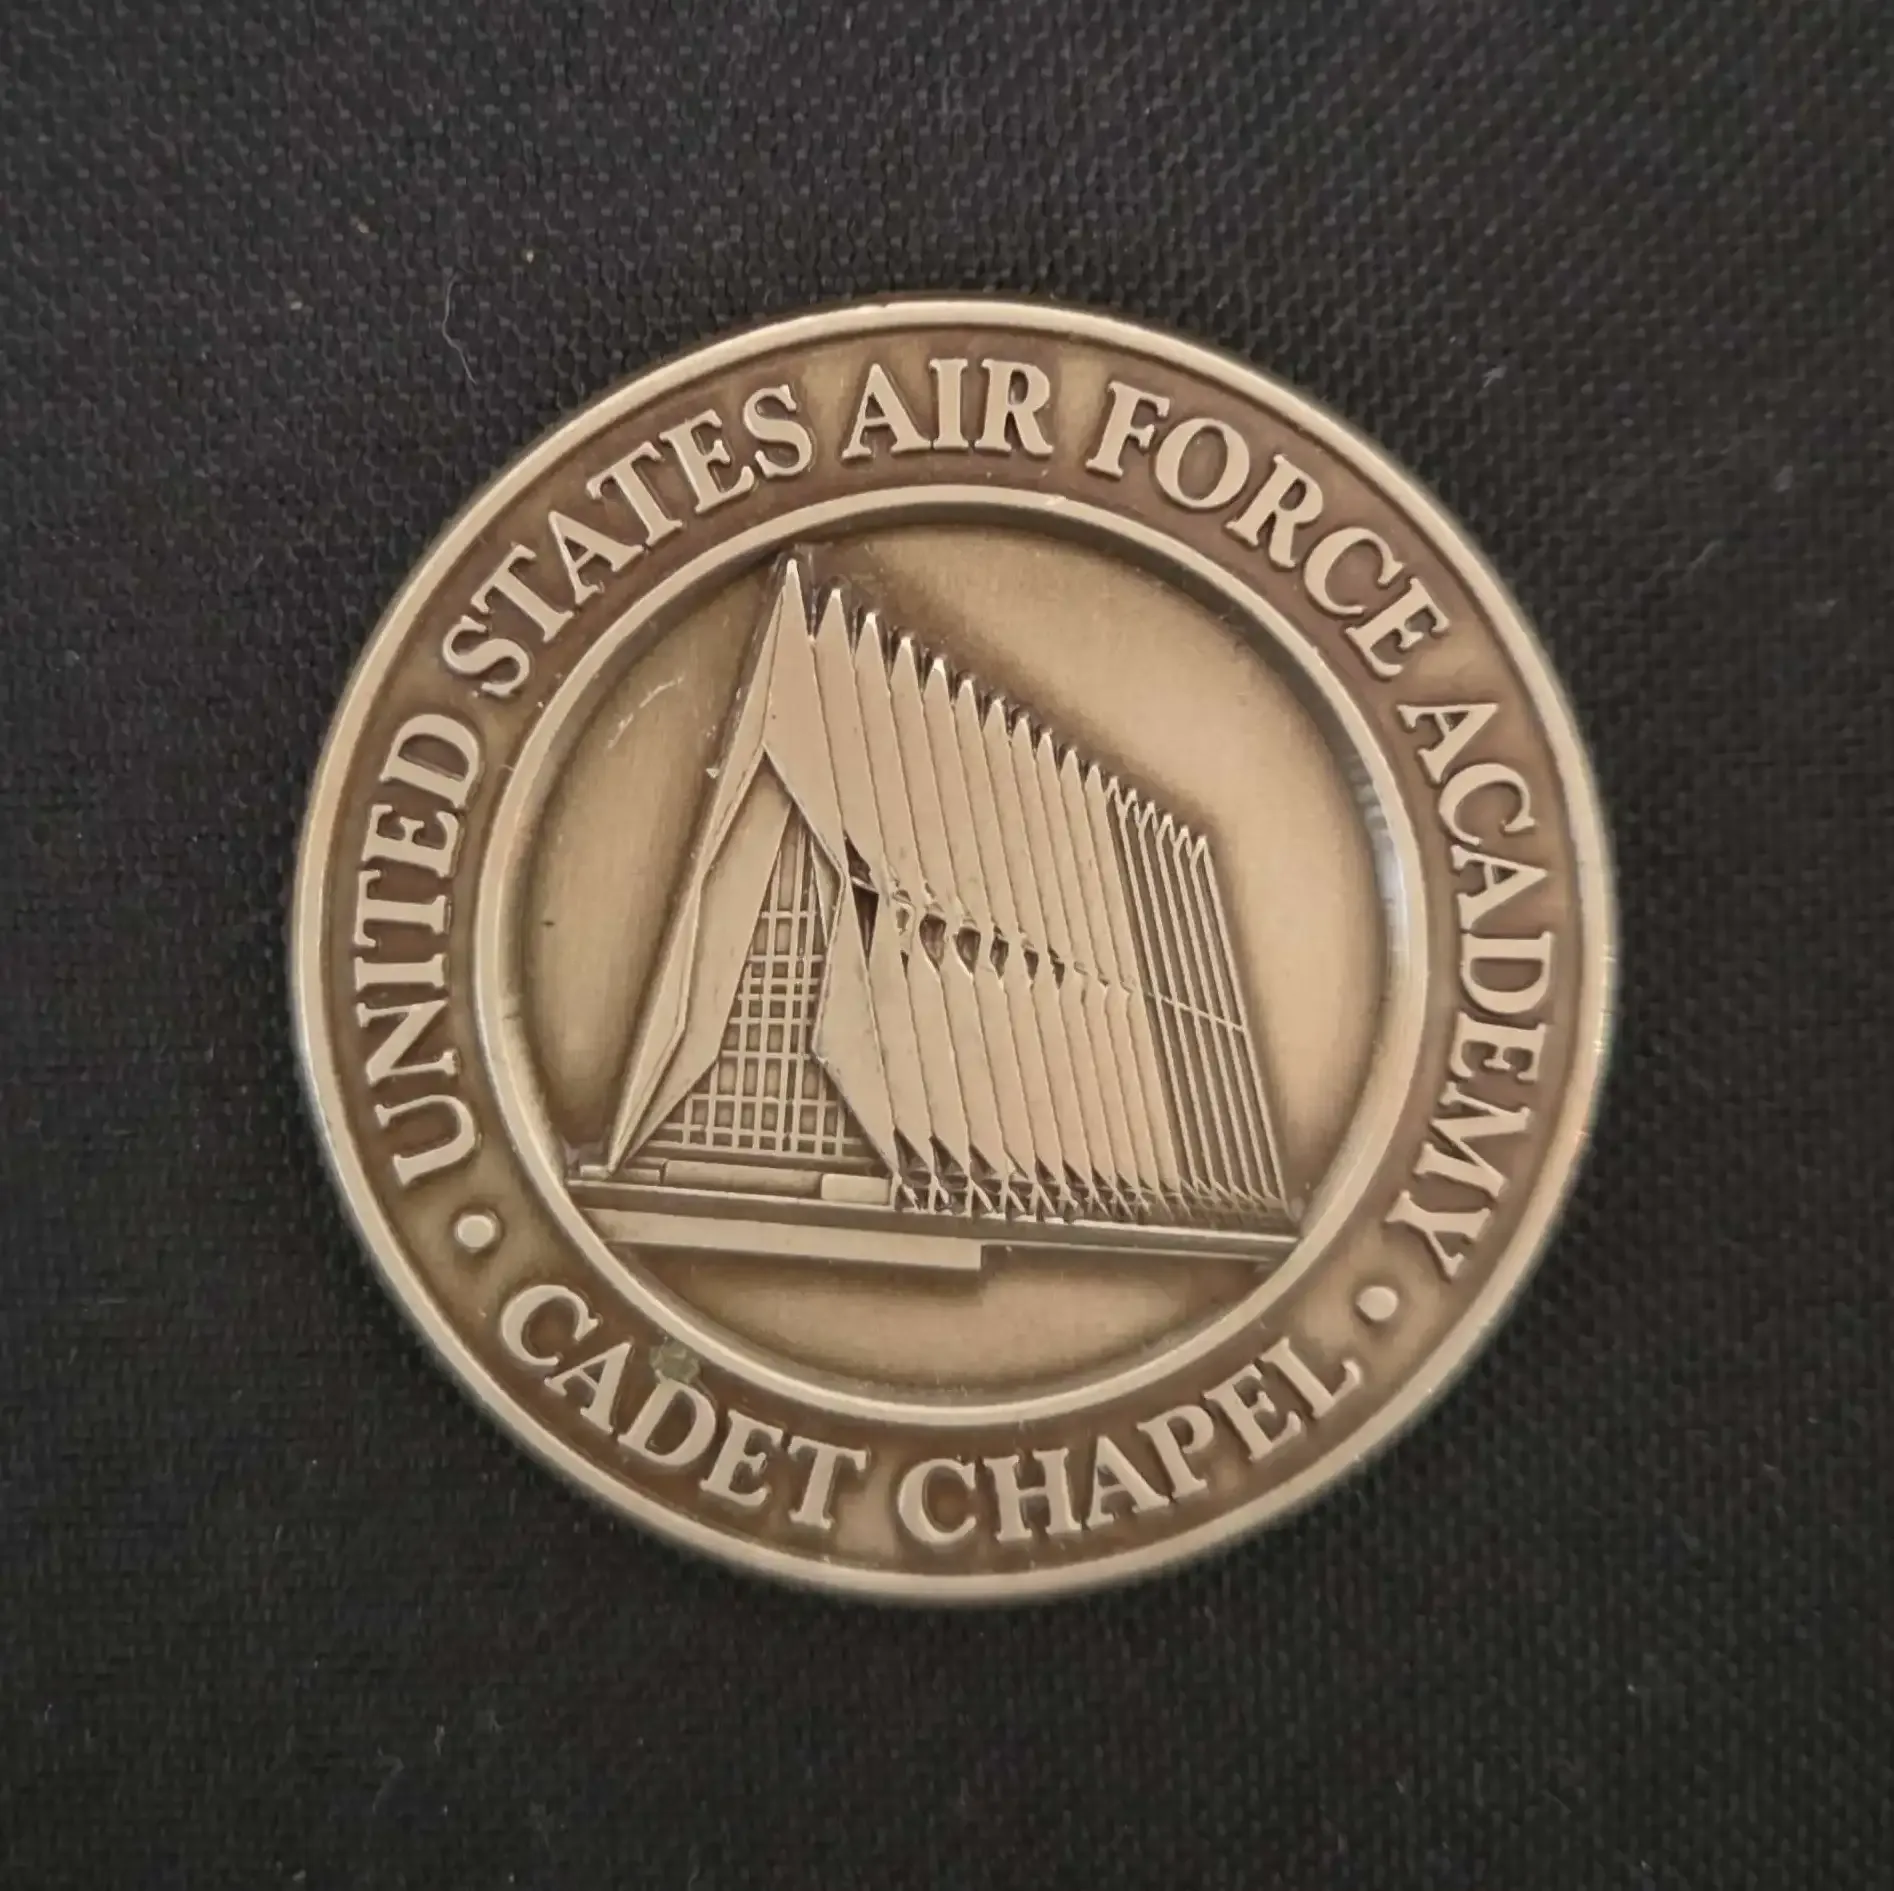 UNITED STATES AIR FORCE ACADEMY
• CADET CHAPEL •